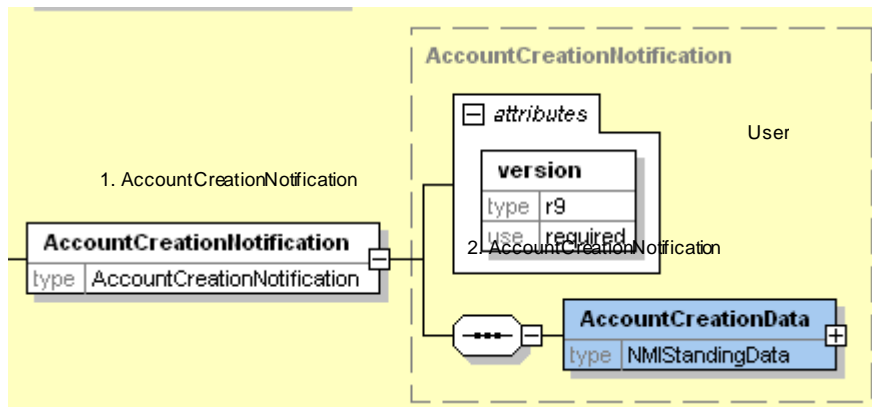 AccountCreationNotification
attributes
User
version
1. AccountCreationNotification
type r9
use required
2. AccountCreationNotification
AccountCreationNotification
type AccountCreationNotification
AccountCreationData
type NMIStandingData